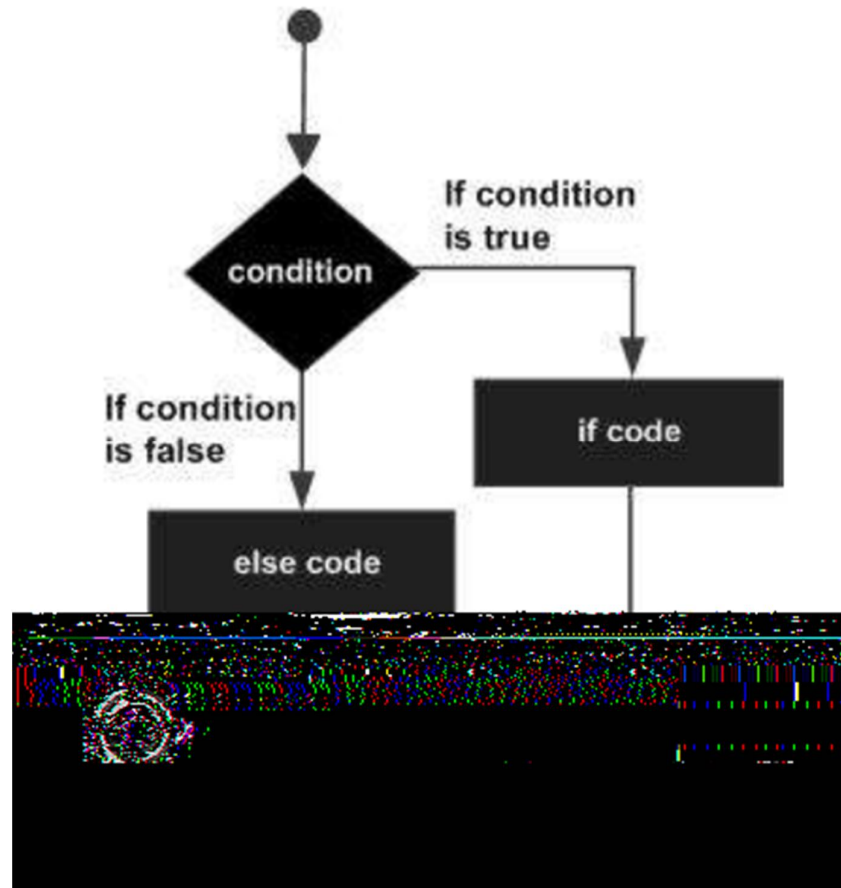 If condition
is true
condition
If condition
is false
if code
else code